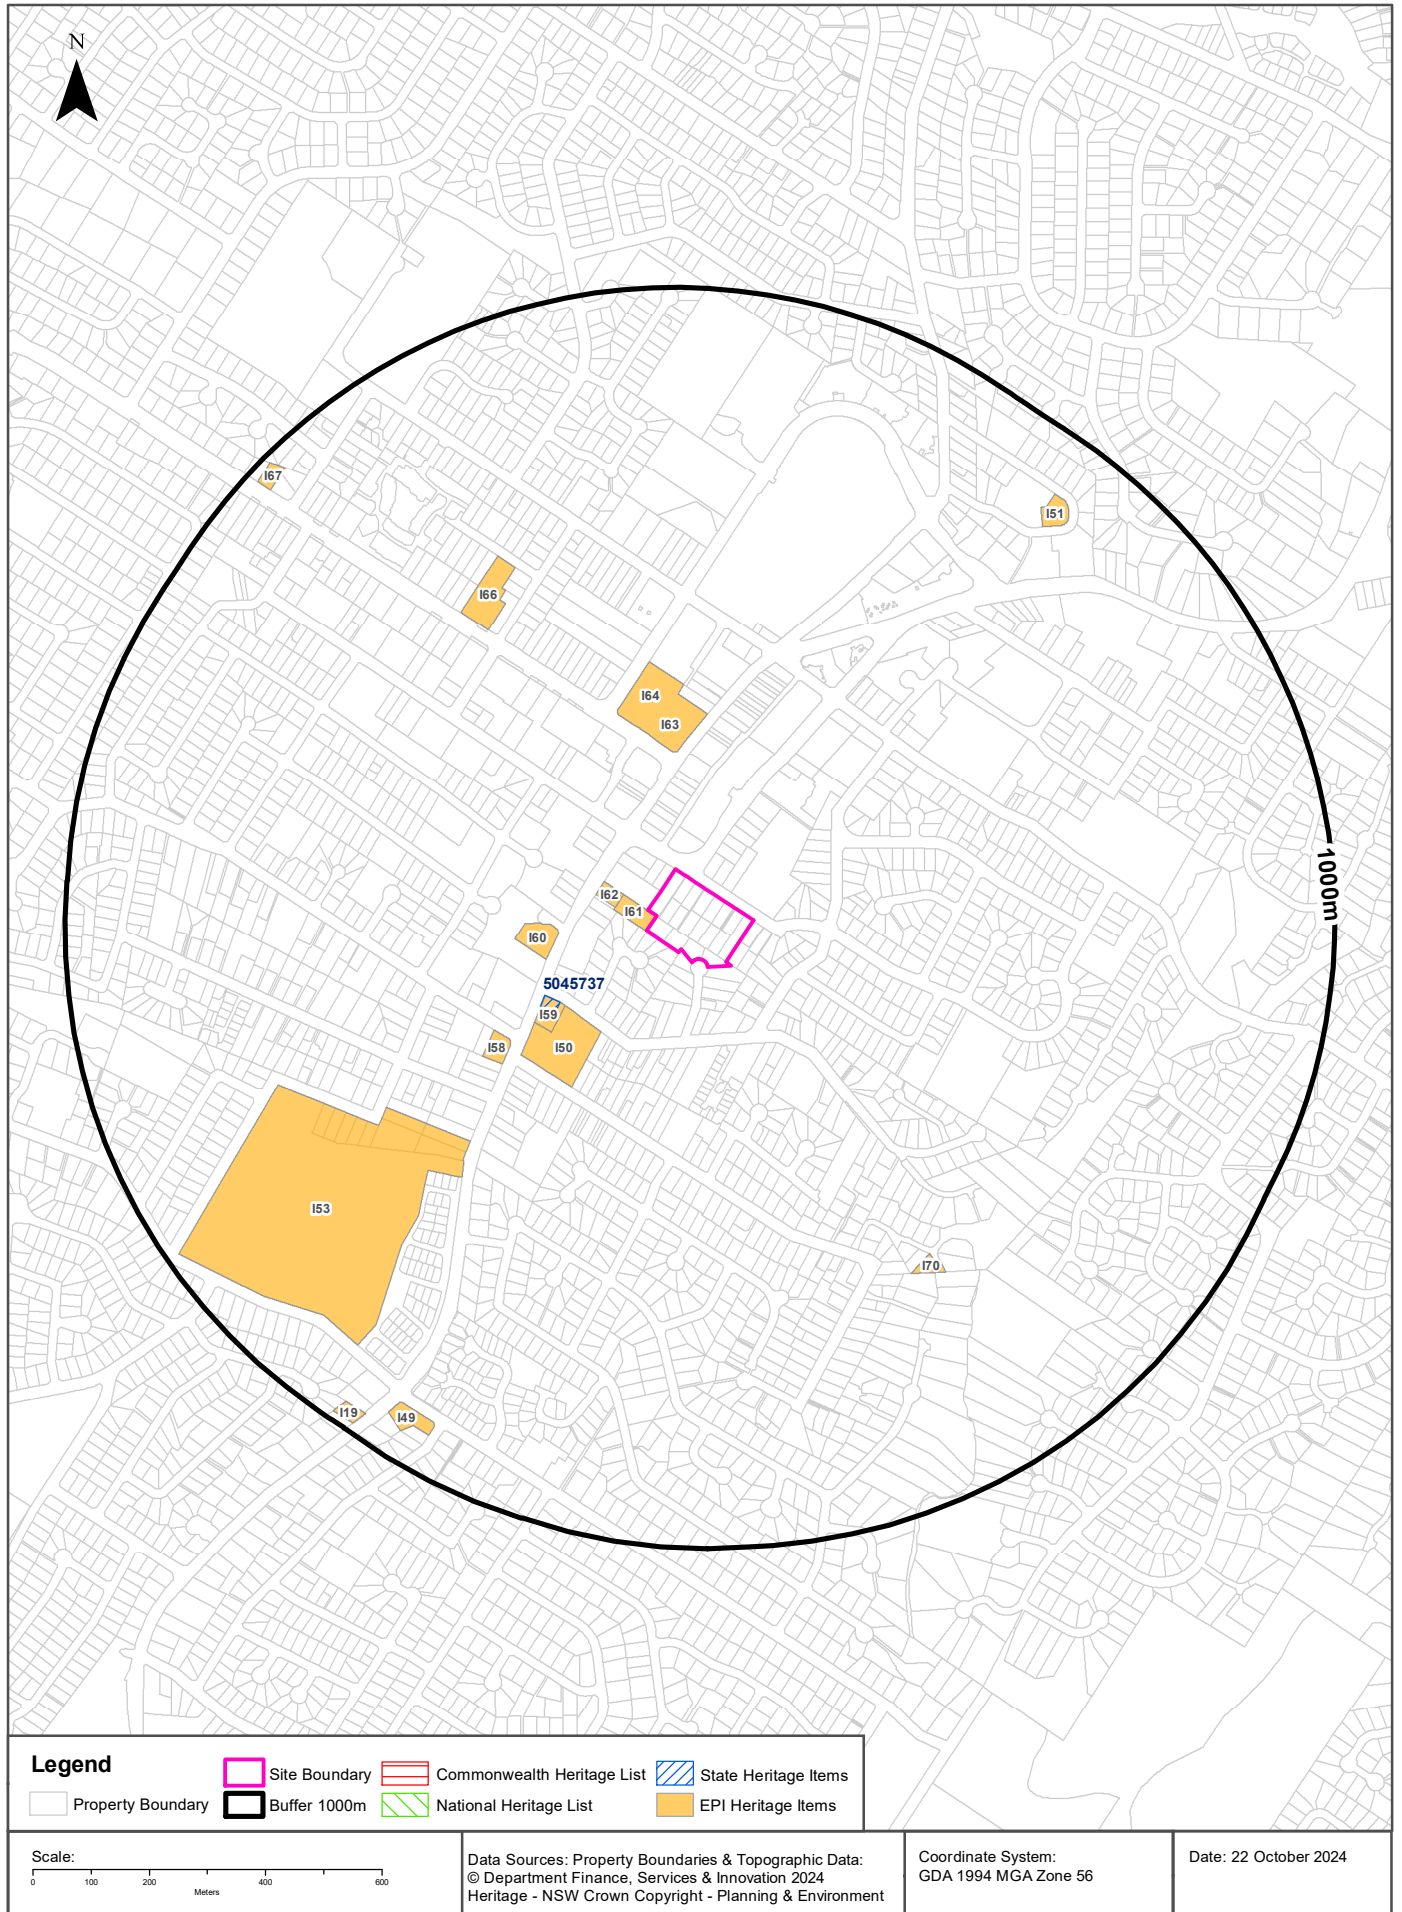 N
I67
I51
I66
I64
I63
1000m
I62
I61
I60
5045737
I59
I58
I50
I53
I70
I19
I49
Legend
Site Boundary
Commonwealth Heritage List
State Heritage Items
Property Boundary
Buffer 1000m
National Heritage List
EPI Heritage Items
Scale:
0 100 200 400 600
Meters
Data Sources: Property Boundaries & Topographic Data:
© Department Finance, Services & Innovation 2024
Heritage - NSW Crown Copyright - Planning & Environment
Coordinate System:
GDA 1994 MGA Zone 56
Date: 22 October 2024